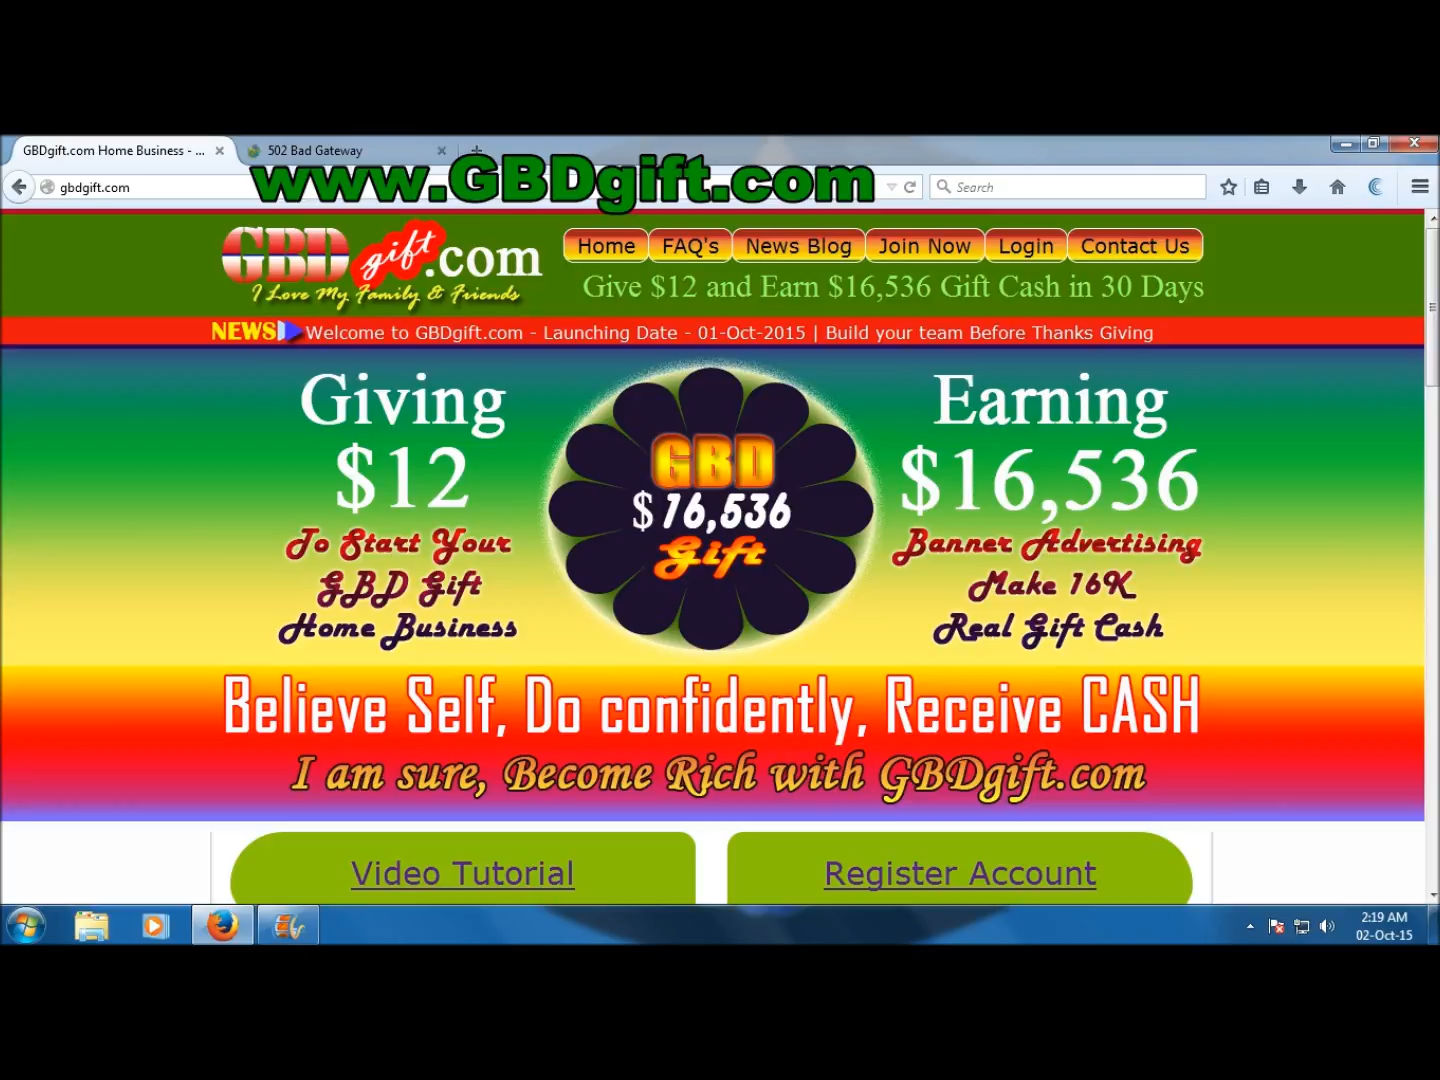 GBDgift.com Home Business - ...
502 Bad Gateway
www.GBDgift.com
gbdgift.com
Search
GBD gift.com
I Love My Family & Friends
Home
FAQ's
News Blog
Join Now
Login
Contact Us
Give $12 and Earn $16,536 Gift Cash in 30 Days
NEWS Welcome to GBDgift.com - Launching Date - 01-Oct-2015 | Build your team Before Thanks Giving
Giving
$12
To Start Your
GBD Gift
Home Business
GBD
$ 16,536
Gift
Earning
$16,536
Banner Advertising
Make 16K
Real Gift Cash
Believe Self, Do confidently, Receive CASH
I am sure, Become Rich with GBDgift.com
Video Tutorial
Register Account
2:19 AM
02-Oct-15